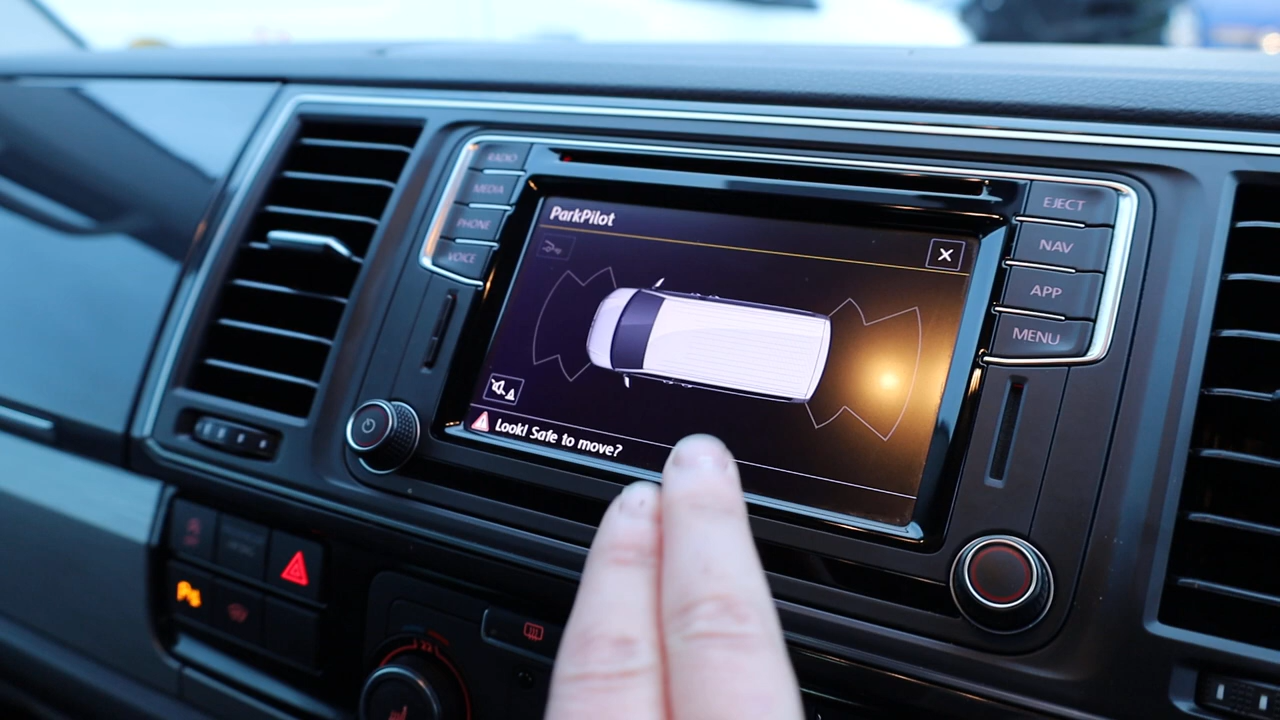 RADIO
MEDIA
PHONE
VOICE
ParkPilot
Look! Safe to move?
EJECT
NAV
APP
MENU